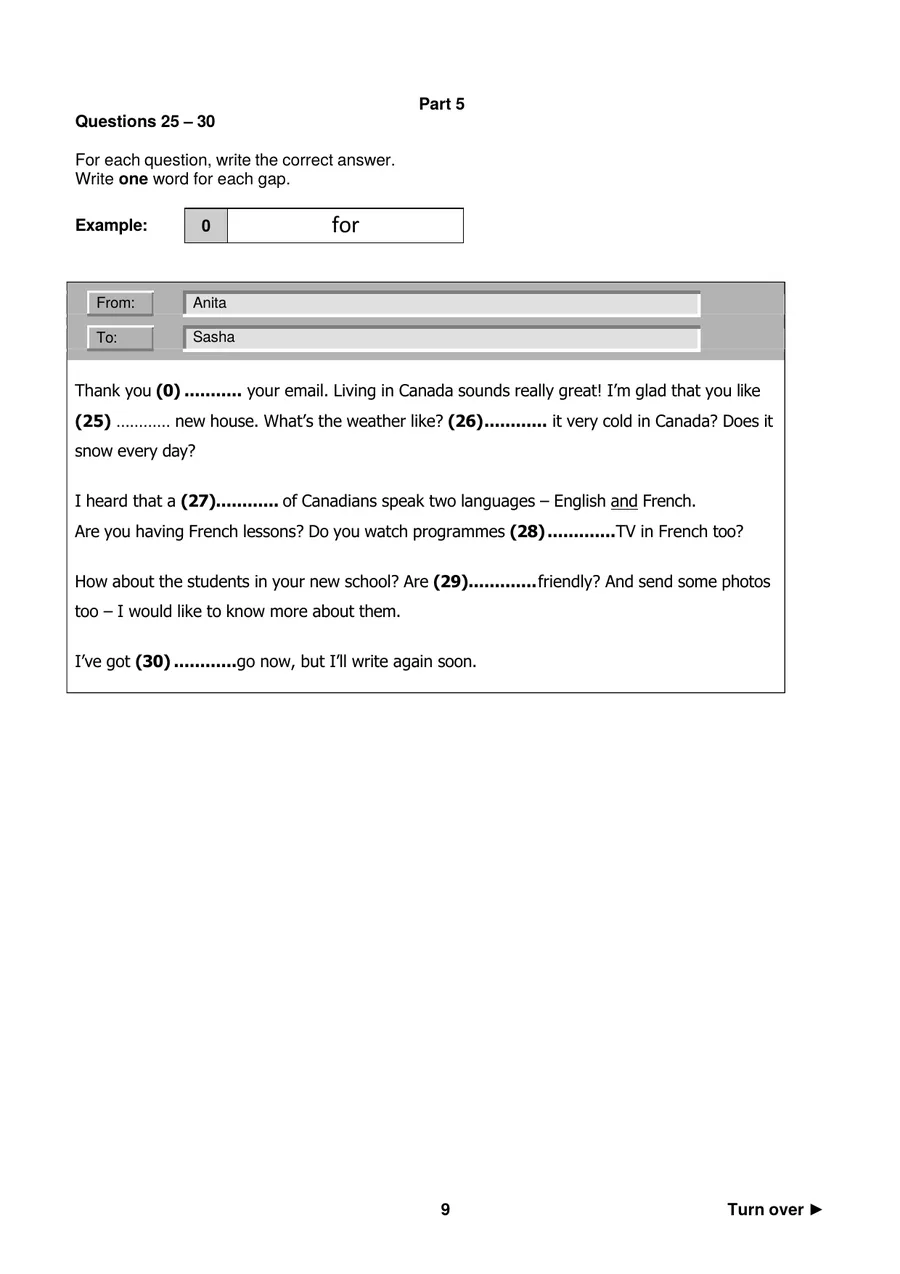 Part 5
Questions 25 – 30
For each question, write the correct answer.
Write one word for each gap.
Example: 0 for
From: Anita
To: Sasha
Thank you (0) ........... your email. Living in Canada sounds really great! I'm glad that you like
(25) ............ new house. What's the weather like? (26)............ it very cold in Canada? Does it
snow every day?
I heard that a (27)............ of Canadians speak two languages – English and French.
Are you having French lessons? Do you watch programmes (28) .............TV in French too?
How about the students in your new school? Are (29).............friendly? And send some photos
too – I would like to know more about them.
I've got (30) ............go now, but I'll write again soon.
9 Turn over ►